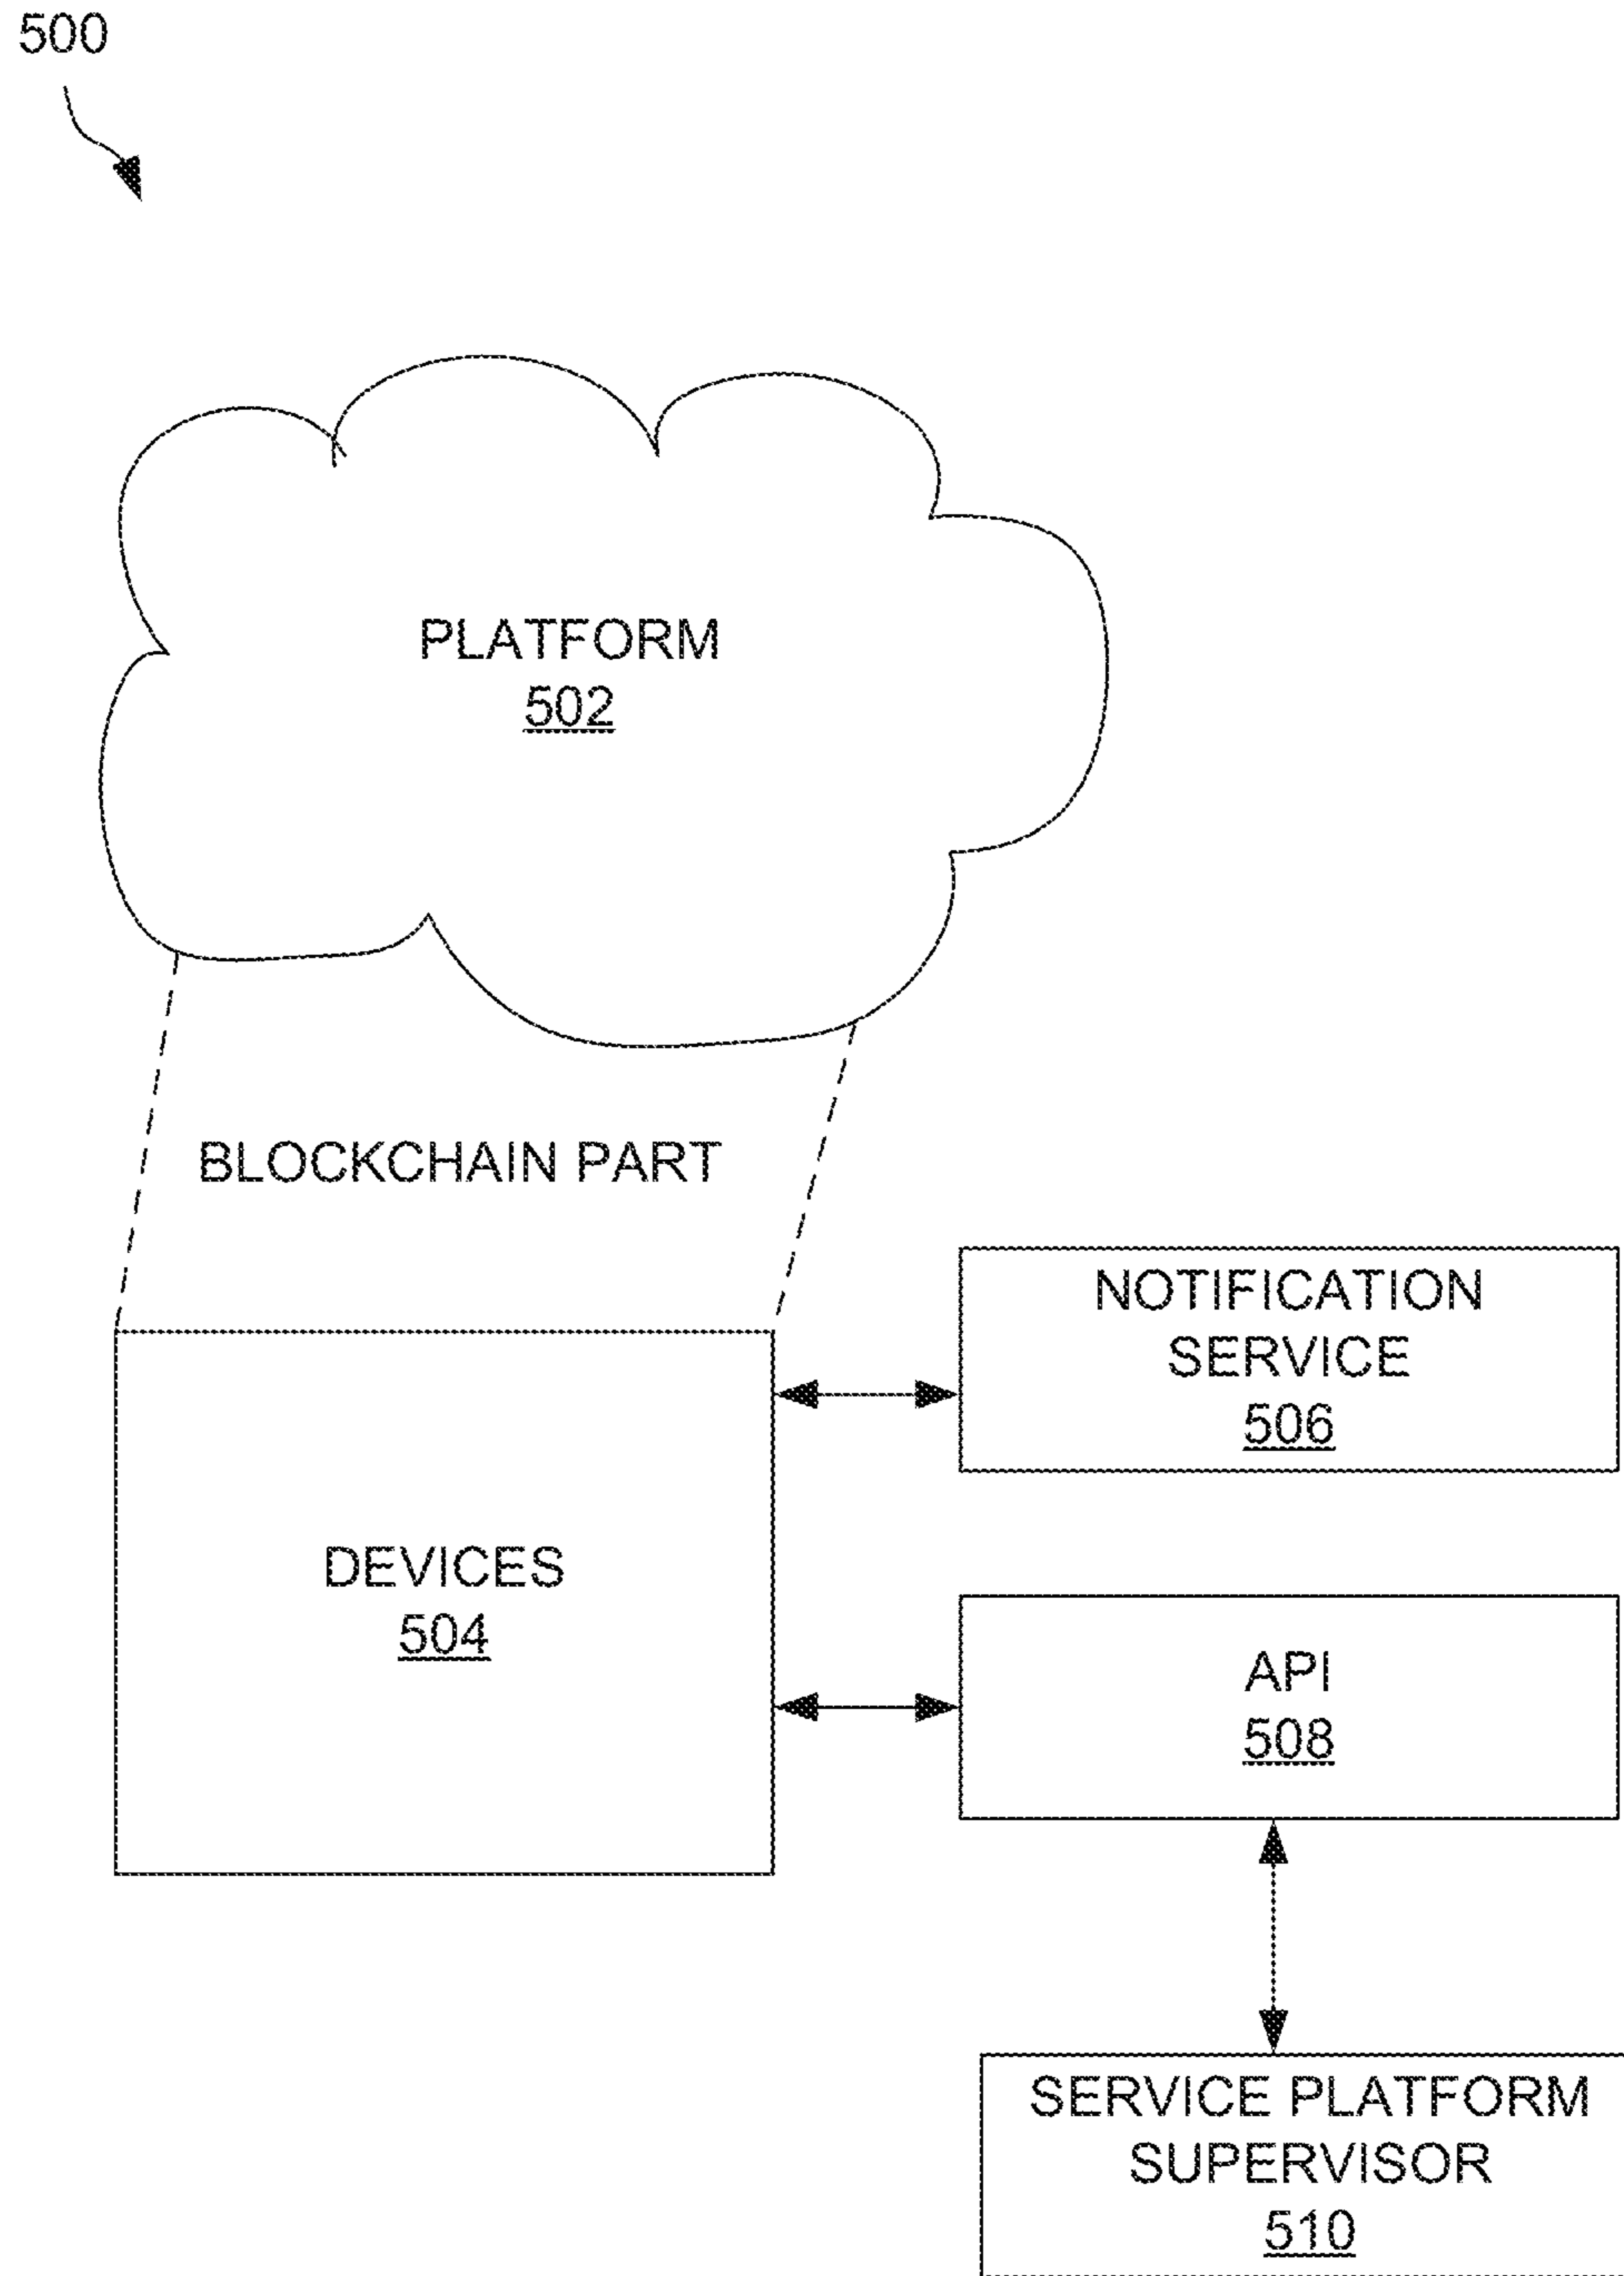 500
PLATFORM
502
BLOCKCHAIN PART
NOTIFICATION
SERVICE
506
DEVICES
504
API
508
SERVICE PLATFORM
SUPERVISOR
510